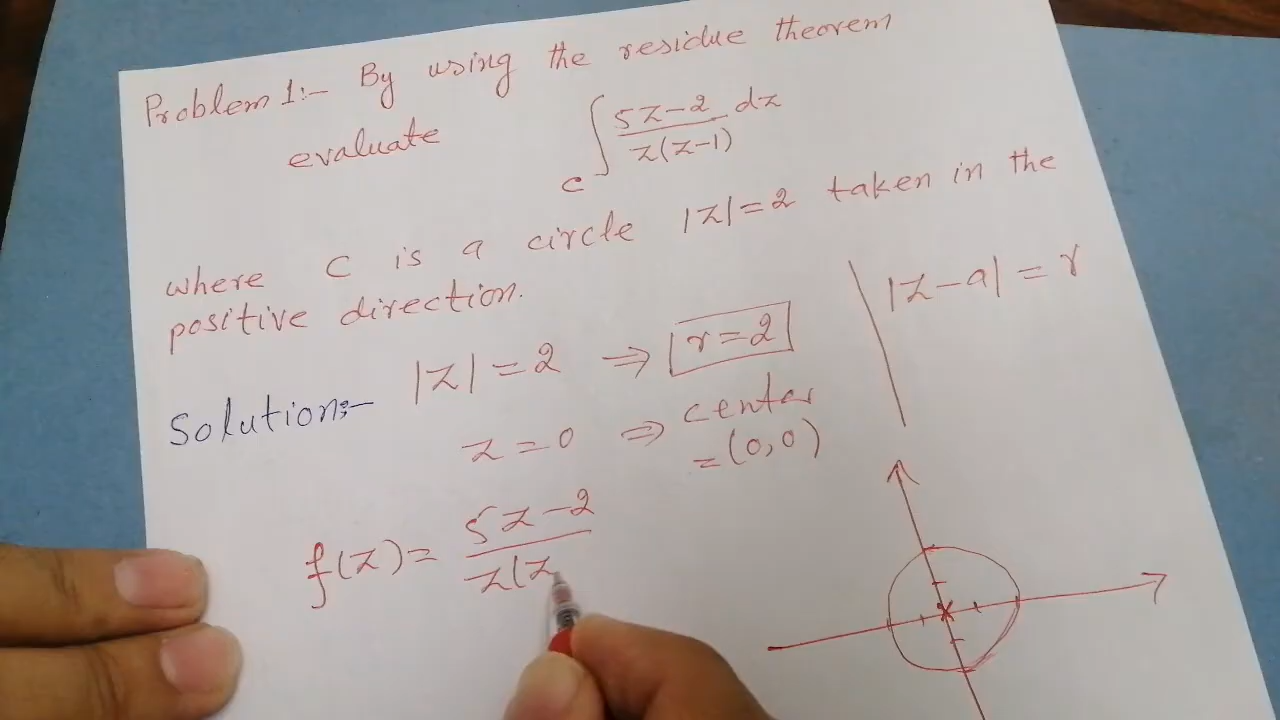 Problem 1:- By using the residue theorem
evaluate ∫_C (5z-2)/(z(z-1)) dz
where C is a circle |z|=2 taken in the
positive direction.
|z-a| = r
Solution:- |z| = 2 ⇒ r=2
z=0 ⇒ center
=(0,0)
f(z)= (5z-2)/(z(z